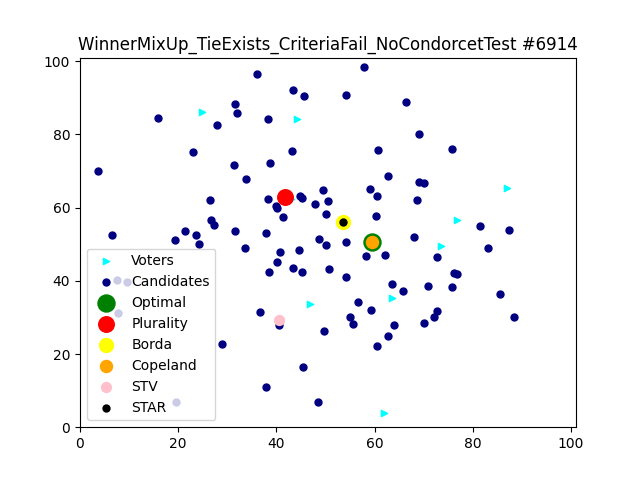 WinnerMixUp_TieExists_CriteriaFail_NoCondorcetTest #6914
100
80
60
40
20
0
Voters
Candidates
Optimal
Plurality
Borda
Copeland
STV
STAR
0 20 40 60 80 100